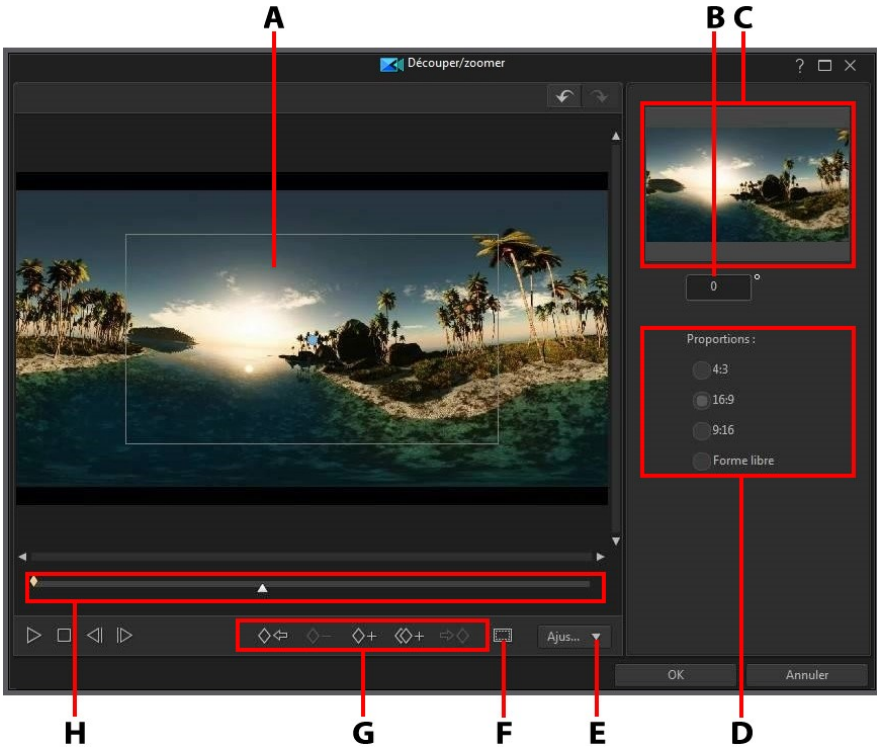 A
B C
Découper/zoomer
0 °
Proportions :
4:3
16:9
9:16
Forme libre
Ajus...
OK Annuler
H G F E D